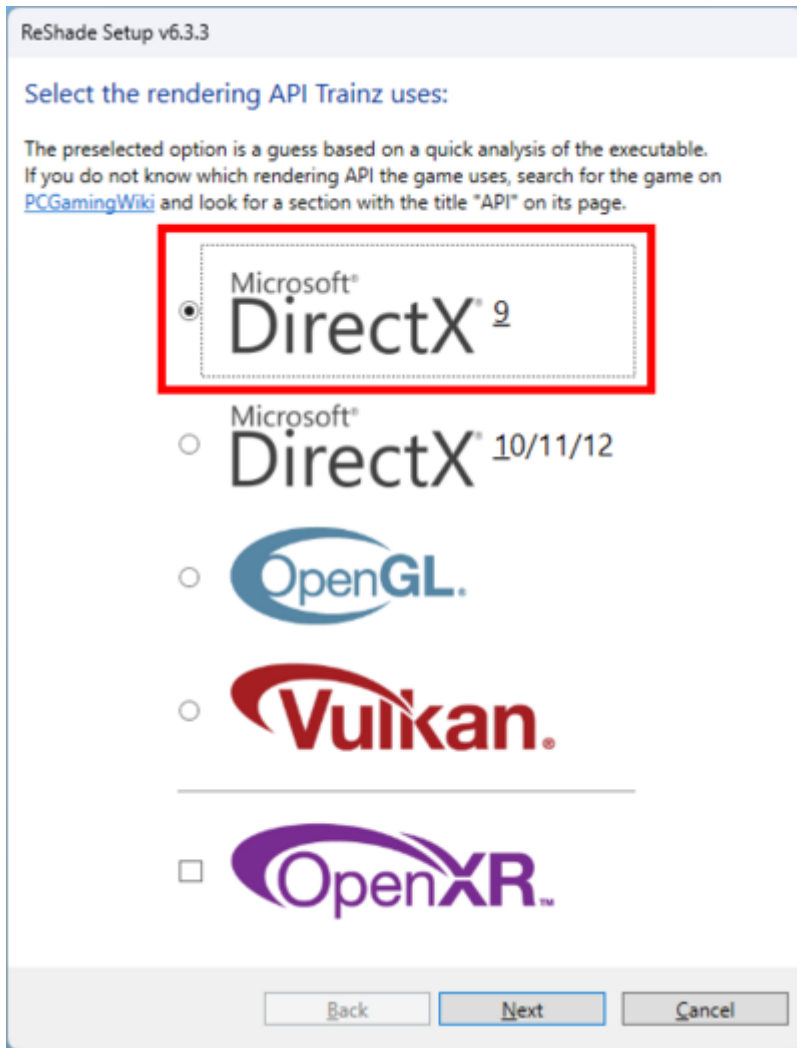 ReShade Setup v6.3.3
Select the rendering API Trainz uses:
The preselected option is a guess based on a quick analysis of the executable.
If you do not know which rendering API the game uses, search for the game on
PCGamingWiki and look for a section with the title "API" on its page.
Microsoft®
DirectX® 9
Microsoft®
DirectX® 10/11/12
OpenGL®
Vulkan®
OpenXR™
Back Next Cancel